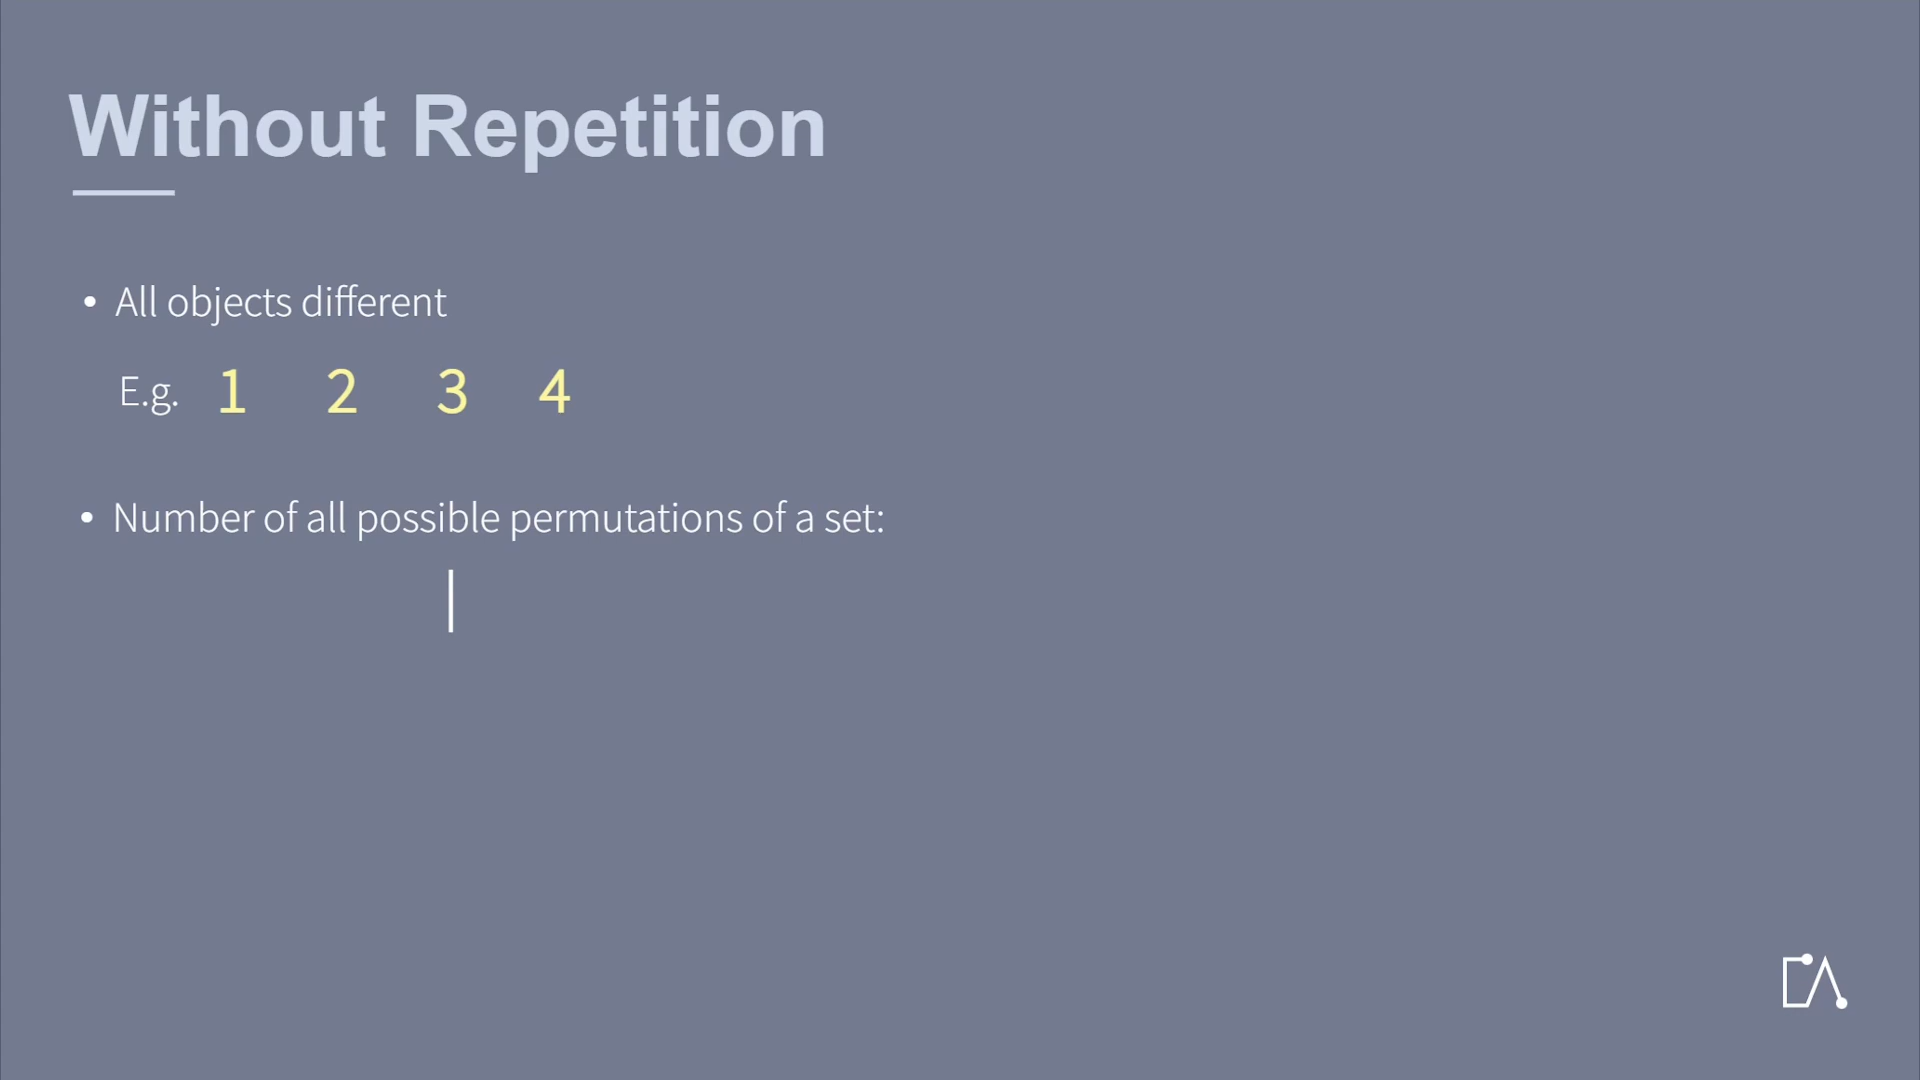 Without Repetition
• All objects different
E.g. 1 2 3 4
• Number of all possible permutations of a set: